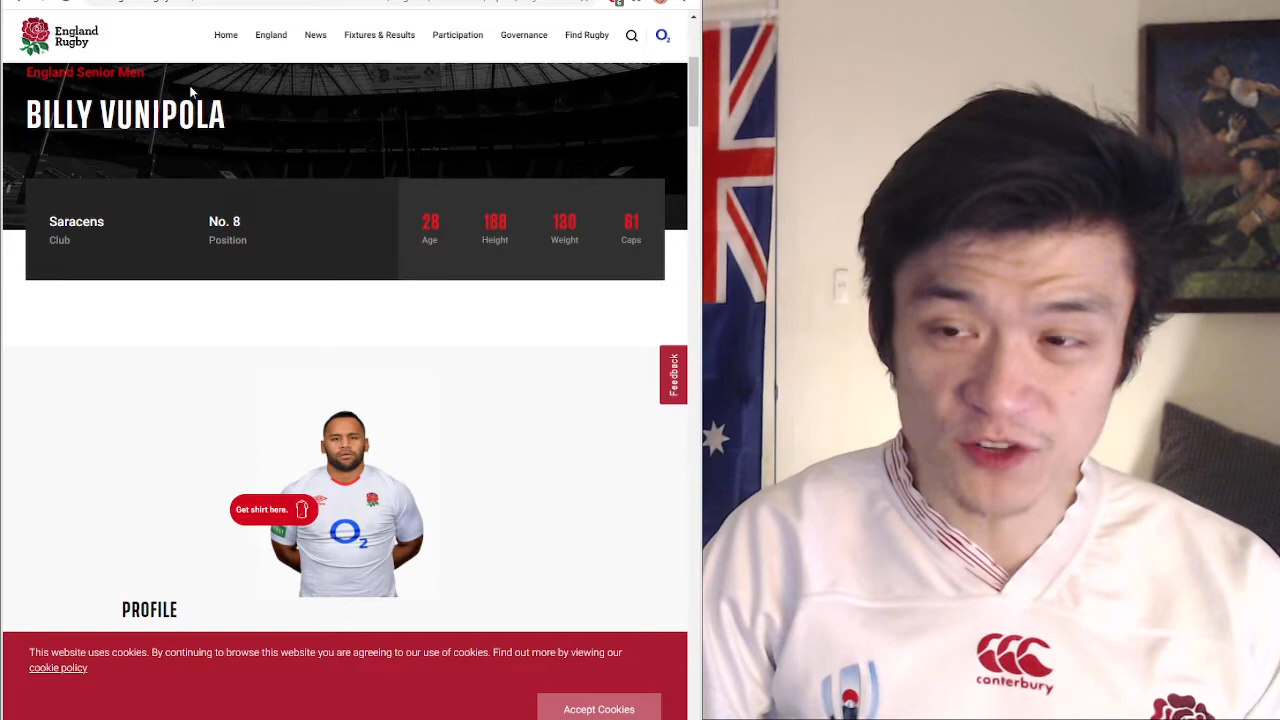 England
Rugby
Home England News Fixtures & Results Participation Governance Find Rugby O2
England Senior Men
BILLY VUNIPOLA
Saracens No. 8 28 188 130 61
Club Position Age Height Weight Caps
Feedback
Get shirt here.
O2
PROFILE
This website uses cookies. By continuing to browse this website you are agreeing to our use of cookies. Find out more by viewing our
cookie policy
Accept Cookies
canterbury